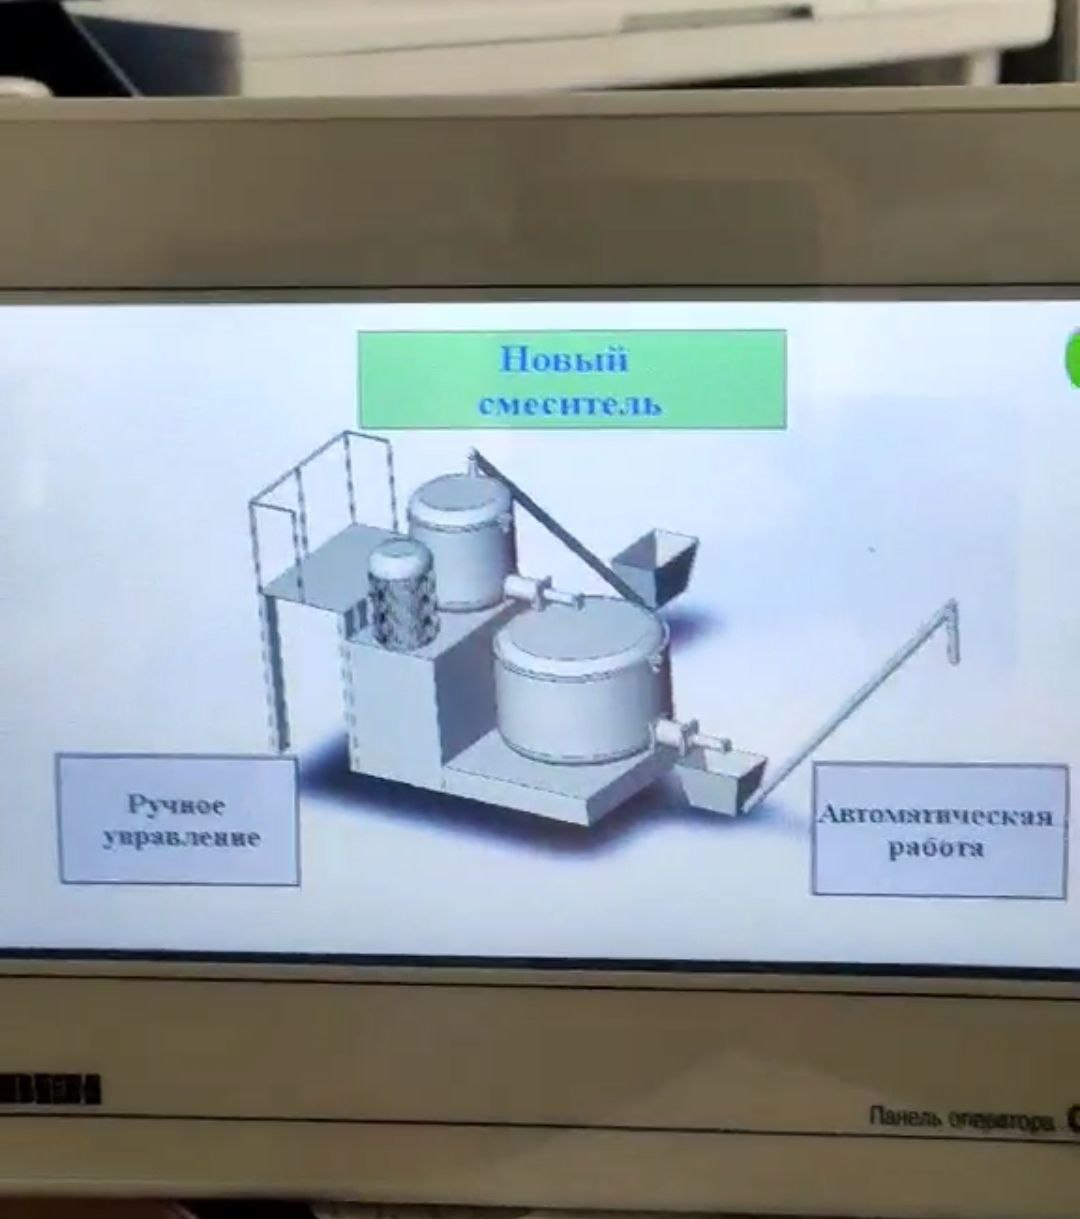 Новый
смеситель
Ручное
управление
Автоматическая
работа
Панель оператора